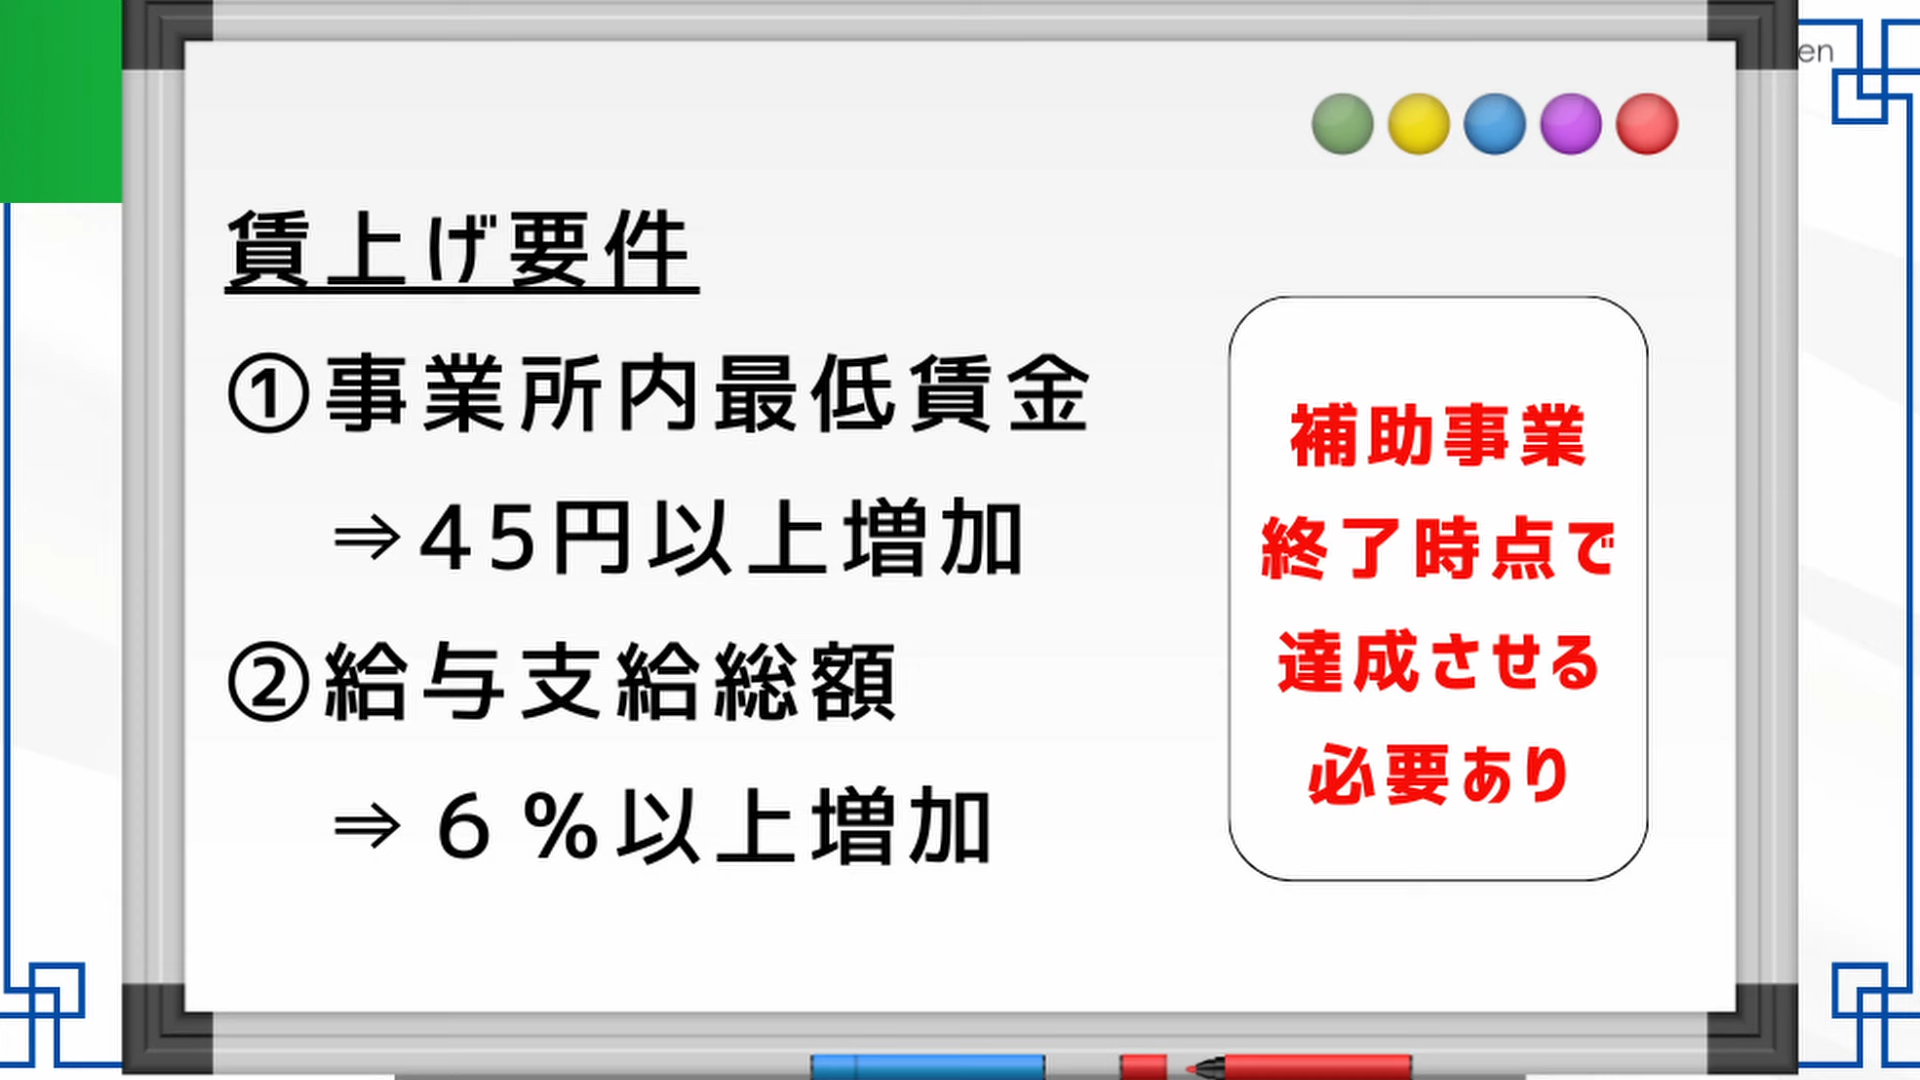 en
賃上げ要件
①事業所内最低賃金
⇒45円以上増加
②給与支給総額
⇒6%以上増加
補助事業
終了時点で
達成させる
必要あり